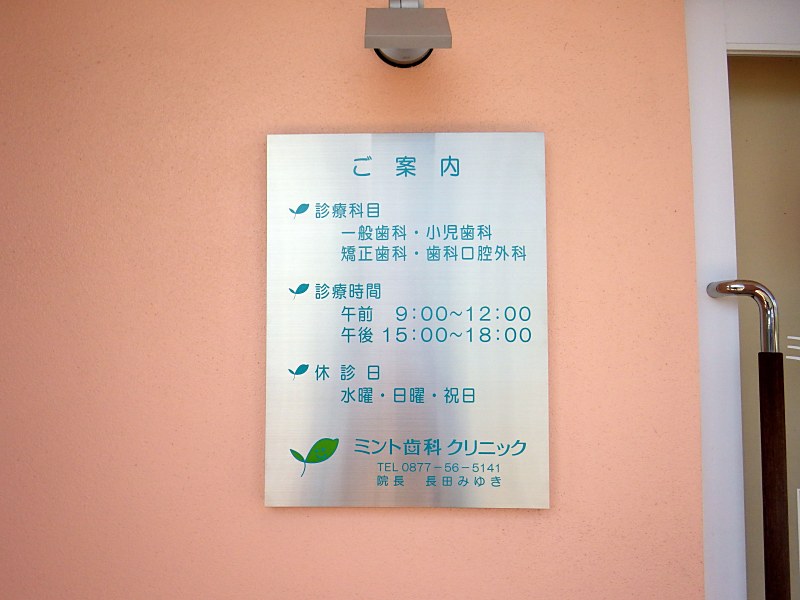 ご案内
診療科目
一般歯科・小児歯科
矯正歯科・歯科口腔外科
診療時間
午前 9:00～12:00
午後 15:00～18:00
休診日
水曜・日曜・祝日
ミント歯科クリニック
TEL 0877-56-5141
院長 長田みゆき